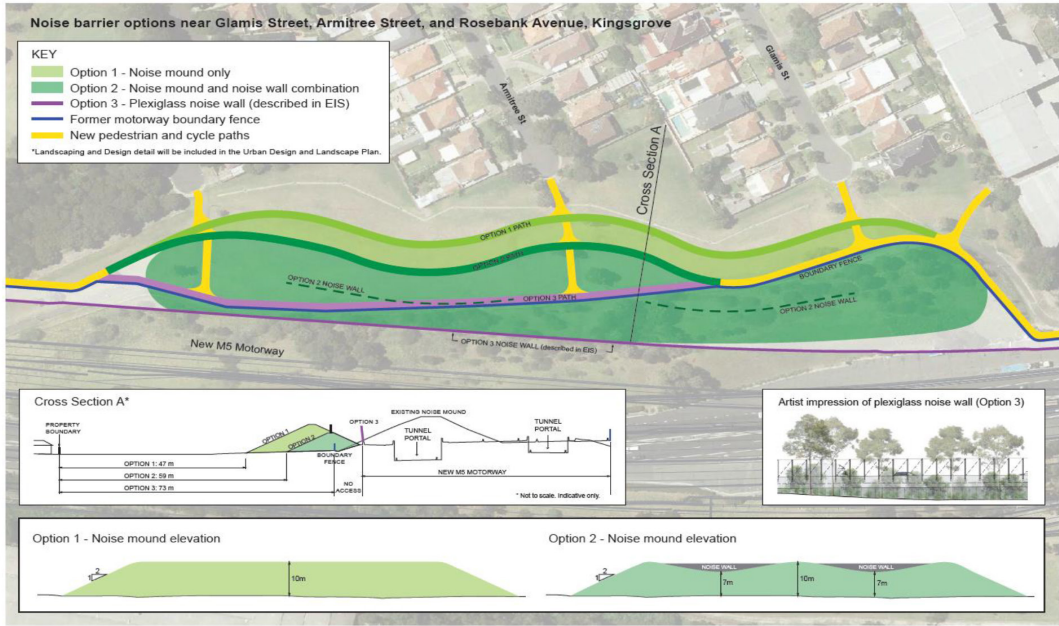 Noise barrier options near Glamis Street, Armitree Street, and Rosebank Avenue, Kingsgrove
KEY
Option 1 - Noise mound only
Option 2 - Noise mound and noise wall combination
Option 3 - Plexiglass noise wall (described in EIS)
Former motorway boundary fence
New pedestrian and cycle paths
*Landscaping and Design detail will be included in the Urban Design and Landscape Plan.
Armitree St
Glamis St
Cross Section A
OPTION 1 PATH
OPTION 2 PATH
BOUNDARY FENCE
OPTION 2 NOISE WALL
OPTION 3 PATH
OPTION 2 NOISE WALL
OPTION 3 NOISE WALL (described in EIS)
New M5 Motorway
Cross Section A*
PROPERTY
BOUNDARY
OPTION 1
OPTION 2
OPTION 3
EXISTING NOISE MOUND
TUNNEL
PORTAL
TUNNEL
PORTAL
BOUNDARY
FENCE
OPTION 1: 47 m
OPTION 2: 59 m
OPTION 3: 73 m
NO
ACCESS
NEW M5 MOTORWAY
* Not to scale. Indicative only.
Artist impression of plexiglass noise wall (Option 3)
Option 1 - Noise mound elevation
2
1
10m
Option 2 - Noise mound elevation
2
1
NOISE WALL
7m
10m
NOISE WALL
7m